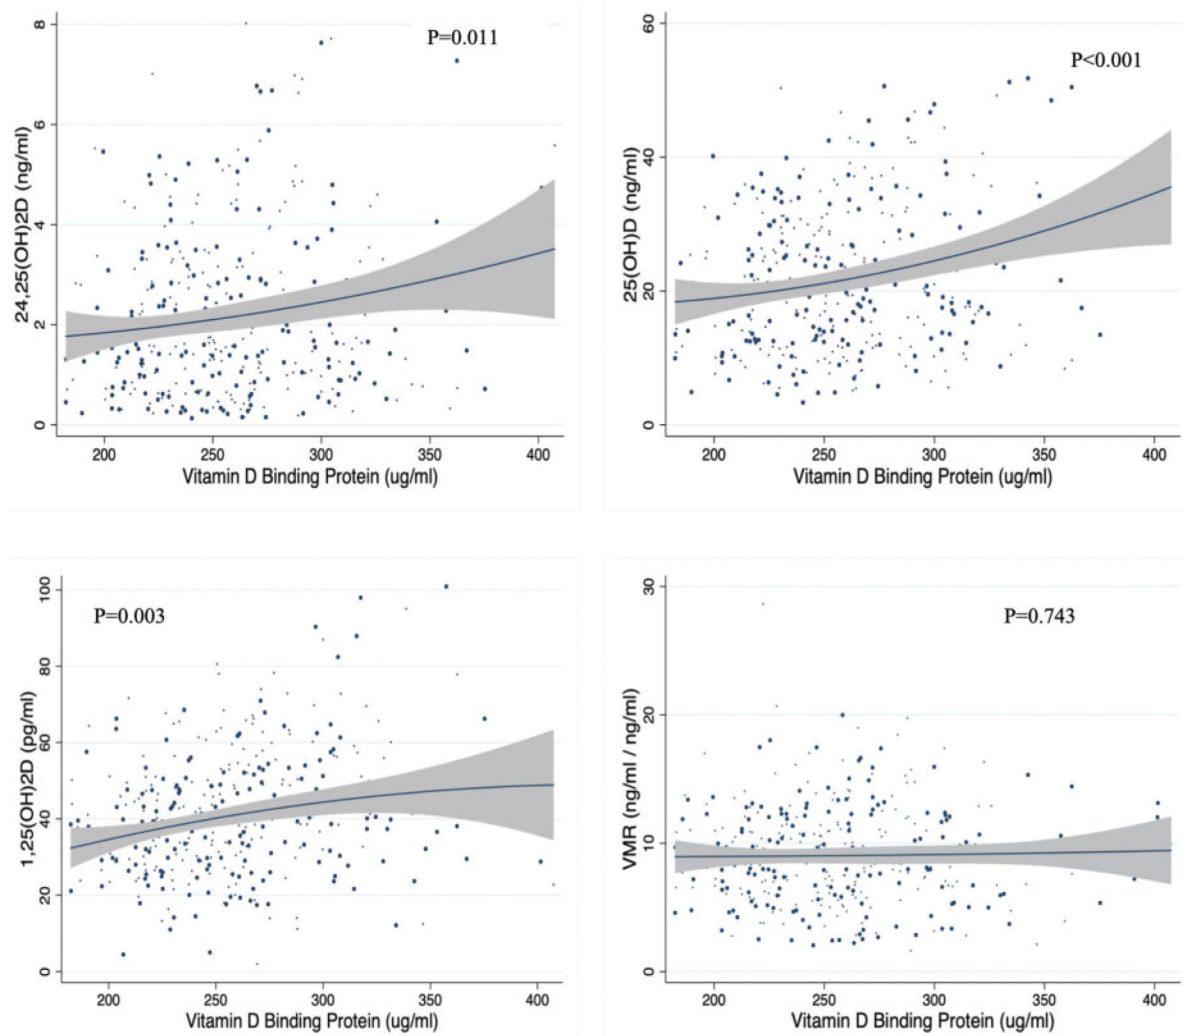 P=0.011
24,25(OH)2D (ng/ml)
8
6
4
2
0
200 250 300 350 400
Vitamin D Binding Protein (ug/ml)
P<0.001
25(OH)D (ng/ml)
60
40
20
0
200 250 300 350 400
Vitamin D Binding Protein (ug/ml)
P=0.003
1,25(OH)2D (pg/ml)
100
80
60
40
20
0
200 250 300 350 400
Vitamin D Binding Protein (ug/ml)
P=0.743
VMR (ng/ml / ng/ml)
30
20
10
0
200 250 300 350 400
Vitamin D Binding Protein (ug/ml)